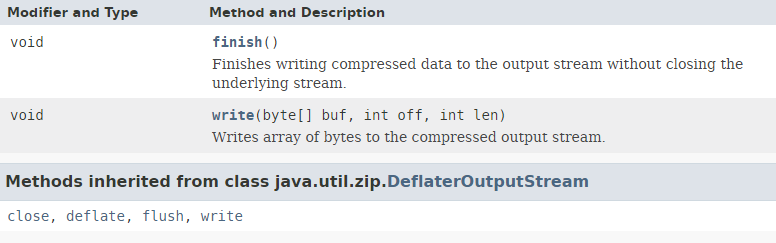 Modifier and Type Method and Description
void finish()
Finishes writing compressed data to the output stream without closing the
underlying stream.
void write(byte[] buf, int off, int len)
Writes array of bytes to the compressed output stream.
Methods inherited from class java.util.zip.DeflaterOutputStream
close, deflate, flush, write